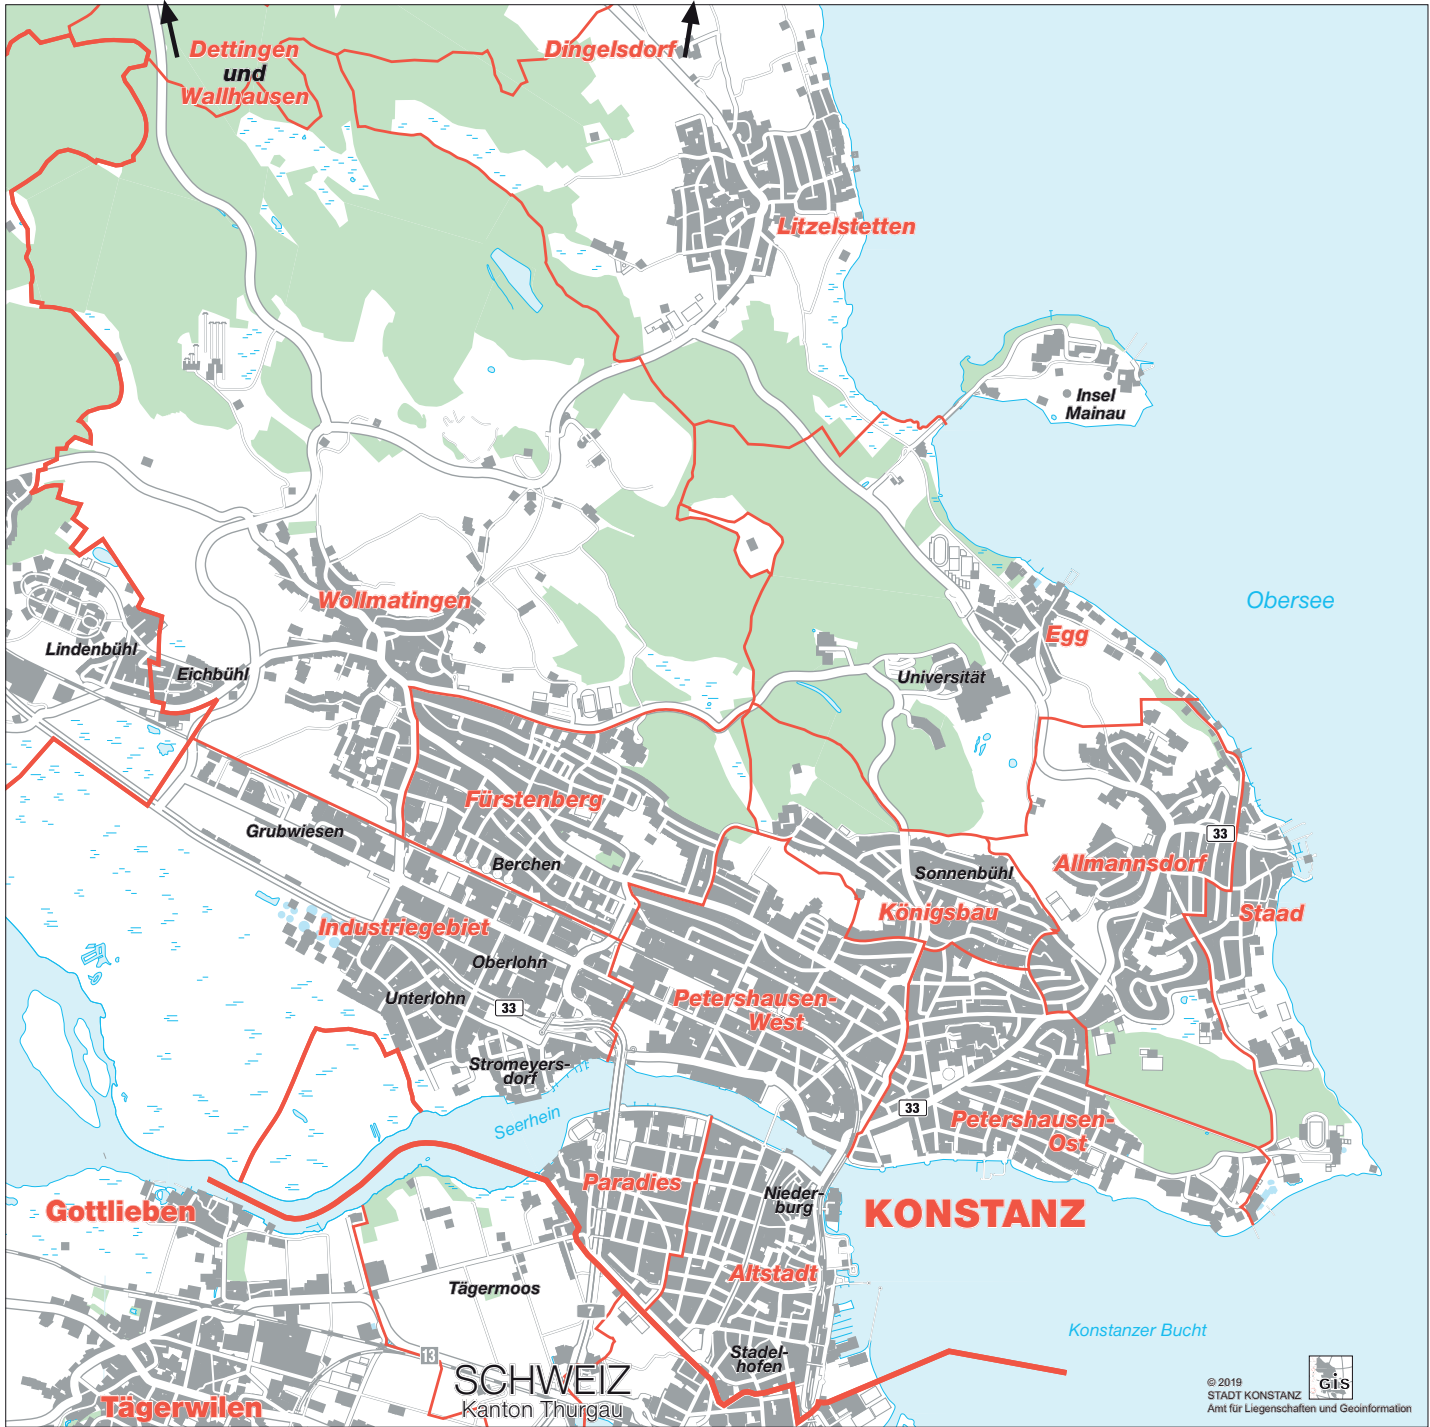 Dettingen
und
Wallhausen
Dingelsdorf
Litzelstetten
Insel
Mainau
Obersee
Wollmatingen
Egg
Lindenbühl
Eichbühl
Universität
Fürstenberg
Grubwiesen
33
Berchen
Allmannsdorf
Sonnenbühl
Königsbau
Staad
Industriegebiet
Oberlohn
Unterlohn
33
Petershausen-
West
Stromeyers-
dorf
33
Seerhein
Petershausen-
Ost
Paradies
Nieder-
burg
Gottlieben
KONSTANZ
Altstadt
Tägermoos
7
Konstanzer Bucht
13
Stadel-
hofen
SCHWEIZ
Kanton Thurgau
Tägerwilen
© 2019
STADT KONSTANZ
Amt für Liegenschaften und Geoinformation
GiS